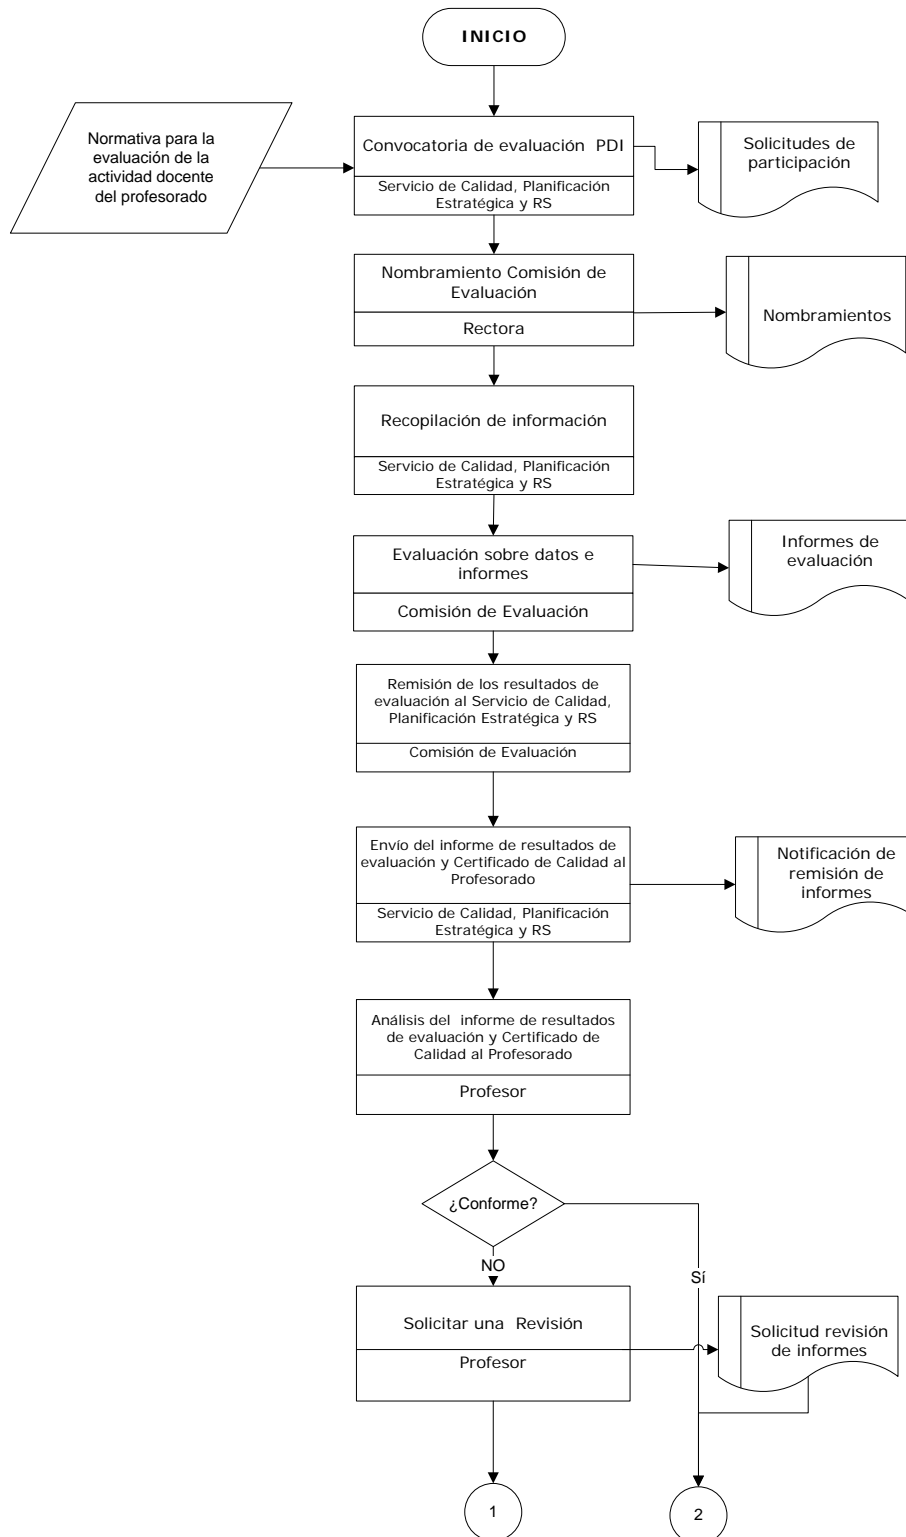 INICIO
Normativa para la
evaluación de la
actividad docente
del profesorado
Convocatoria de evaluación PDI
Servicio de Calidad, Planificación
Estratégica y RS
Solicitudes de
participación
Nombramiento Comisión de
Evaluación
Rectora
Nombramientos
Recopilación de información
Servicio de Calidad, Planificación
Estratégica y RS
Evaluación sobre datos e
informes
Comisión de Evaluación
Informes de
evaluación
Remisión de los resultados de
evaluación al Servicio de Calidad,
Planificación Estratégica y RS
Comisión de Evaluación
Envío del informe de resultados de
evaluación y Certificado de Calidad al
Profesorado
Servicio de Calidad, Planificación
Estratégica y RS
Notificación de
remisión de
informes
Análisis del informe de resultados
de evaluación y Certificado de
Calidad al Profesorado
Profesor
¿Conforme?
NO
Sí
Solicitar una Revisión
Profesor
Solicitud revisión
de informes
1
2